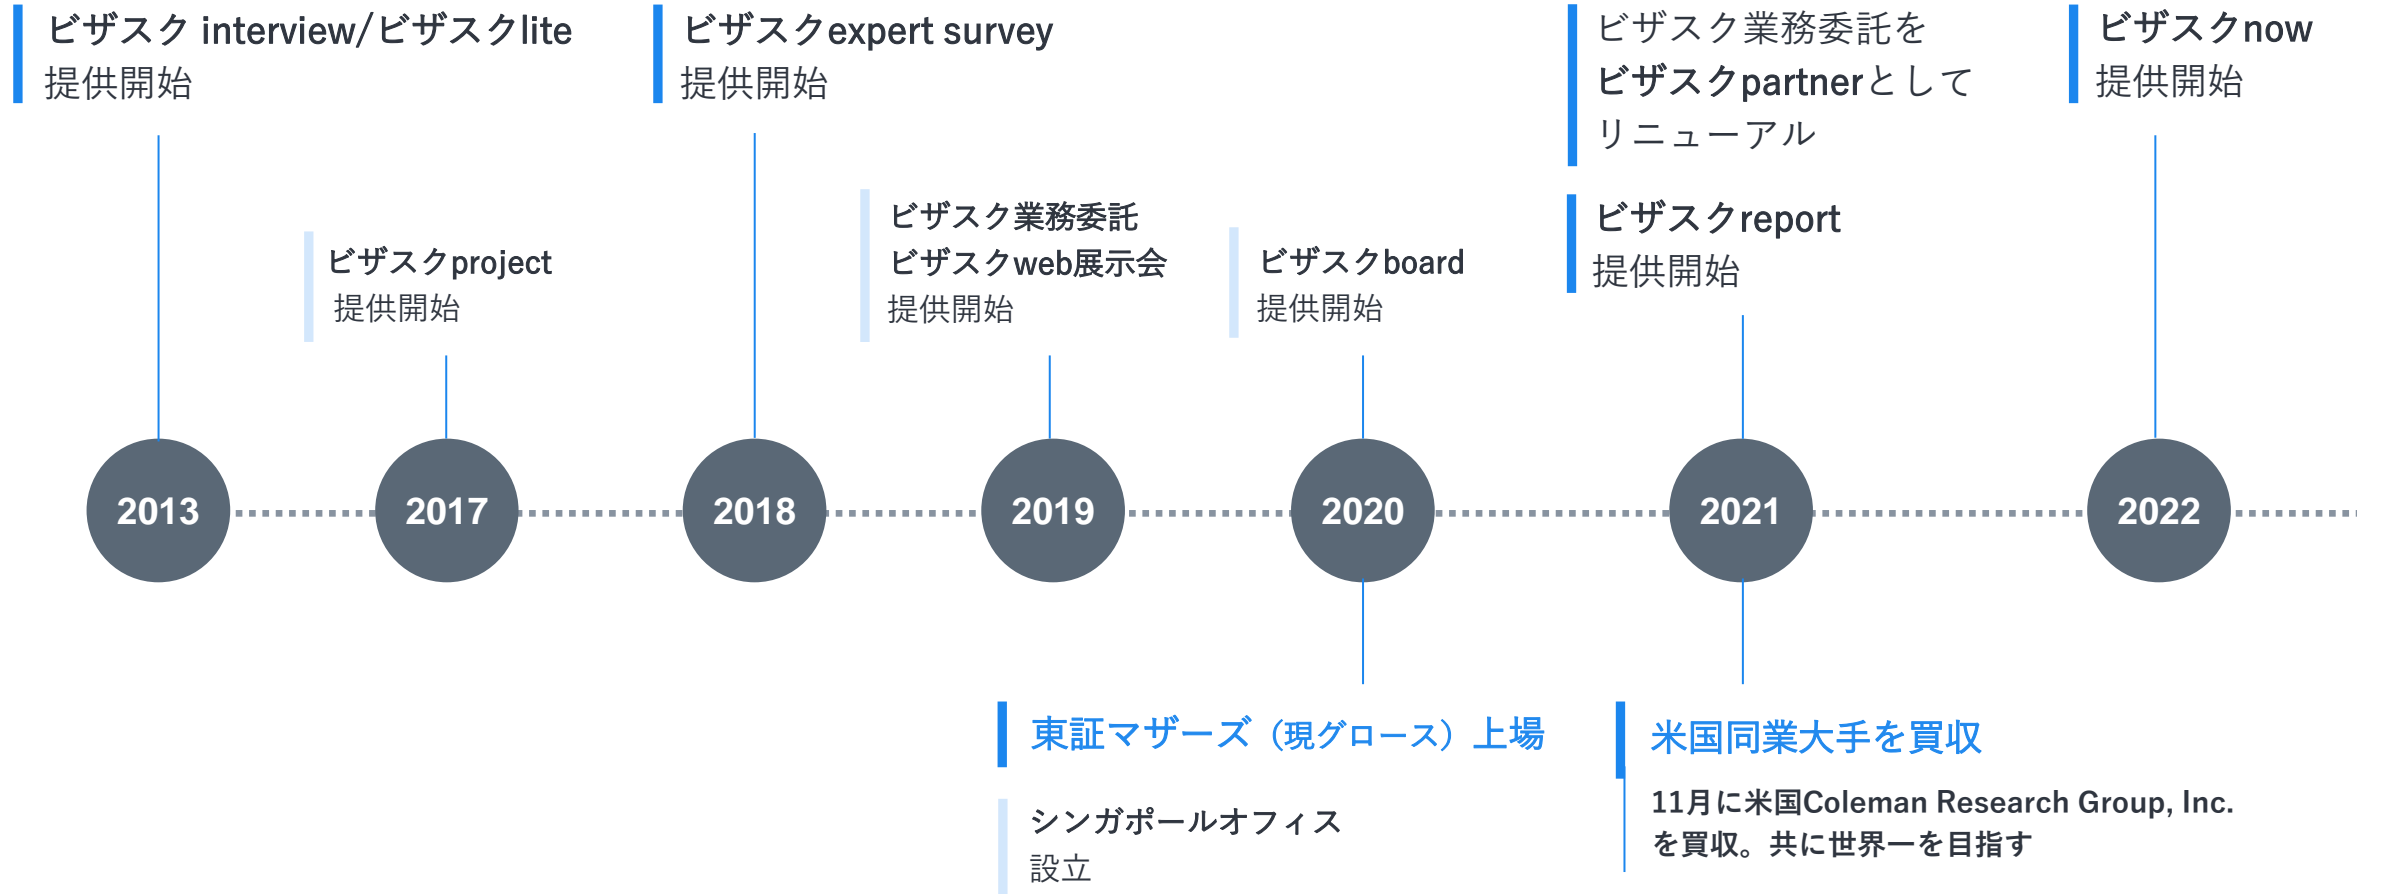 ビザスク interview/ビザスクlite
提供開始
ビザスクproject
提供開始
ビザスクexpert survey
提供開始
ビザスク業務委託
ビザスクweb展示会
提供開始
ビザスクboard
提供開始
ビザスク業務委託を
ビザスクpartnerとして
リニューアル
ビザスクreport
提供開始
ビザスクnow
提供開始
2013
2017
2018
2019
2020
2021
2022
東証マザーズ（現グロース）上場
シンガポールオフィス
設立
米国同業大手を買収
11月に米国Coleman Research Group, Inc.
を買収。共に世界一を目指す